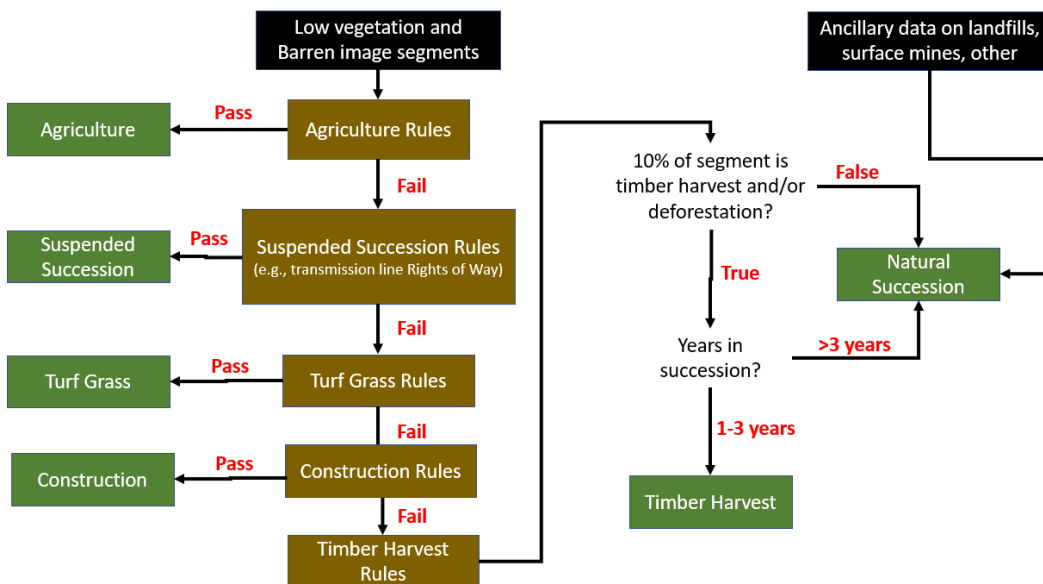 Low vegetation and
Barren image segments
Ancillary data on landfills,
surface mines, other
Pass
Agriculture
Agriculture Rules
Fail
10% of segment is
timber harvest and/or
deforestation?
False
Pass
Suspended
Succession
Suspended Succession Rules
(e.g., transmission line Rights of Way)
True
Natural
Succession
Fail
Years in
succession?
>3 years
Pass
Turf Grass
Turf Grass Rules
Fail
1-3 years
Pass
Construction
Construction Rules
Timber Harvest
Fail
Timber Harvest
Rules